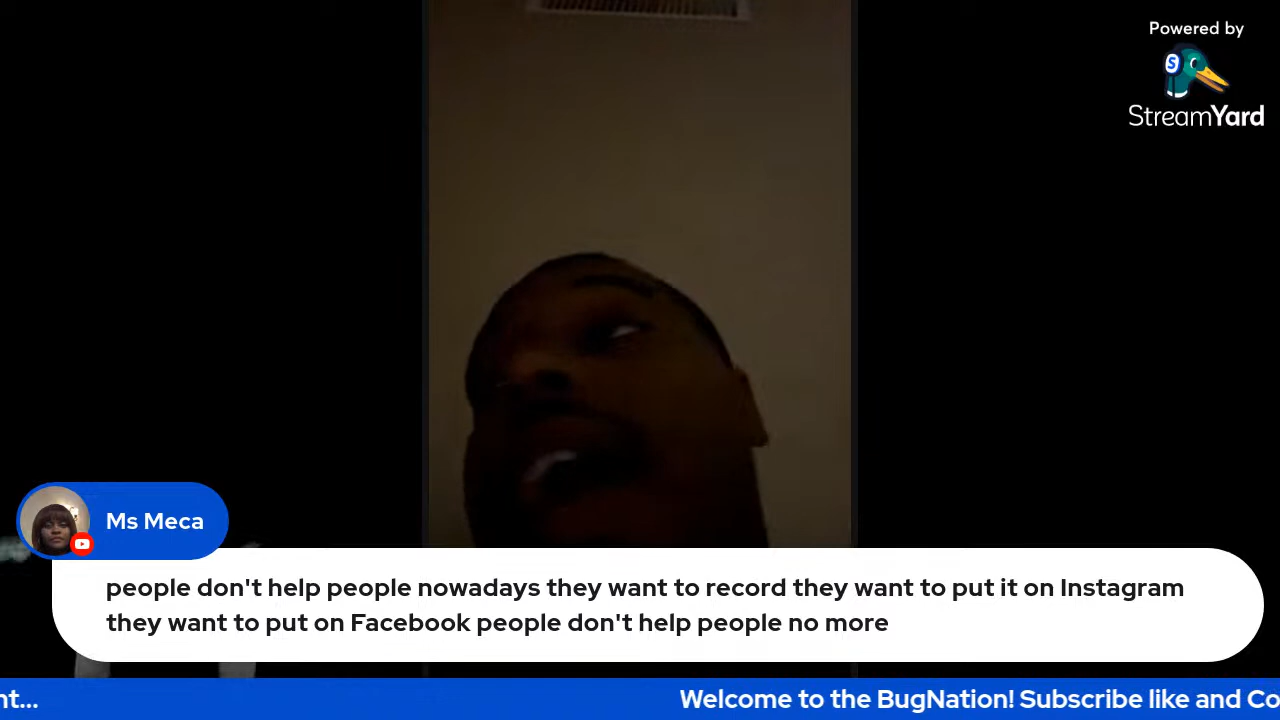 Powered by
StreamYard
Ms Meca
people don't help people nowadays they want to record they want to put it on Instagram
they want to put on Facebook people don't help people no more
nt... Welcome to the BugNation! Subscribe like and Co